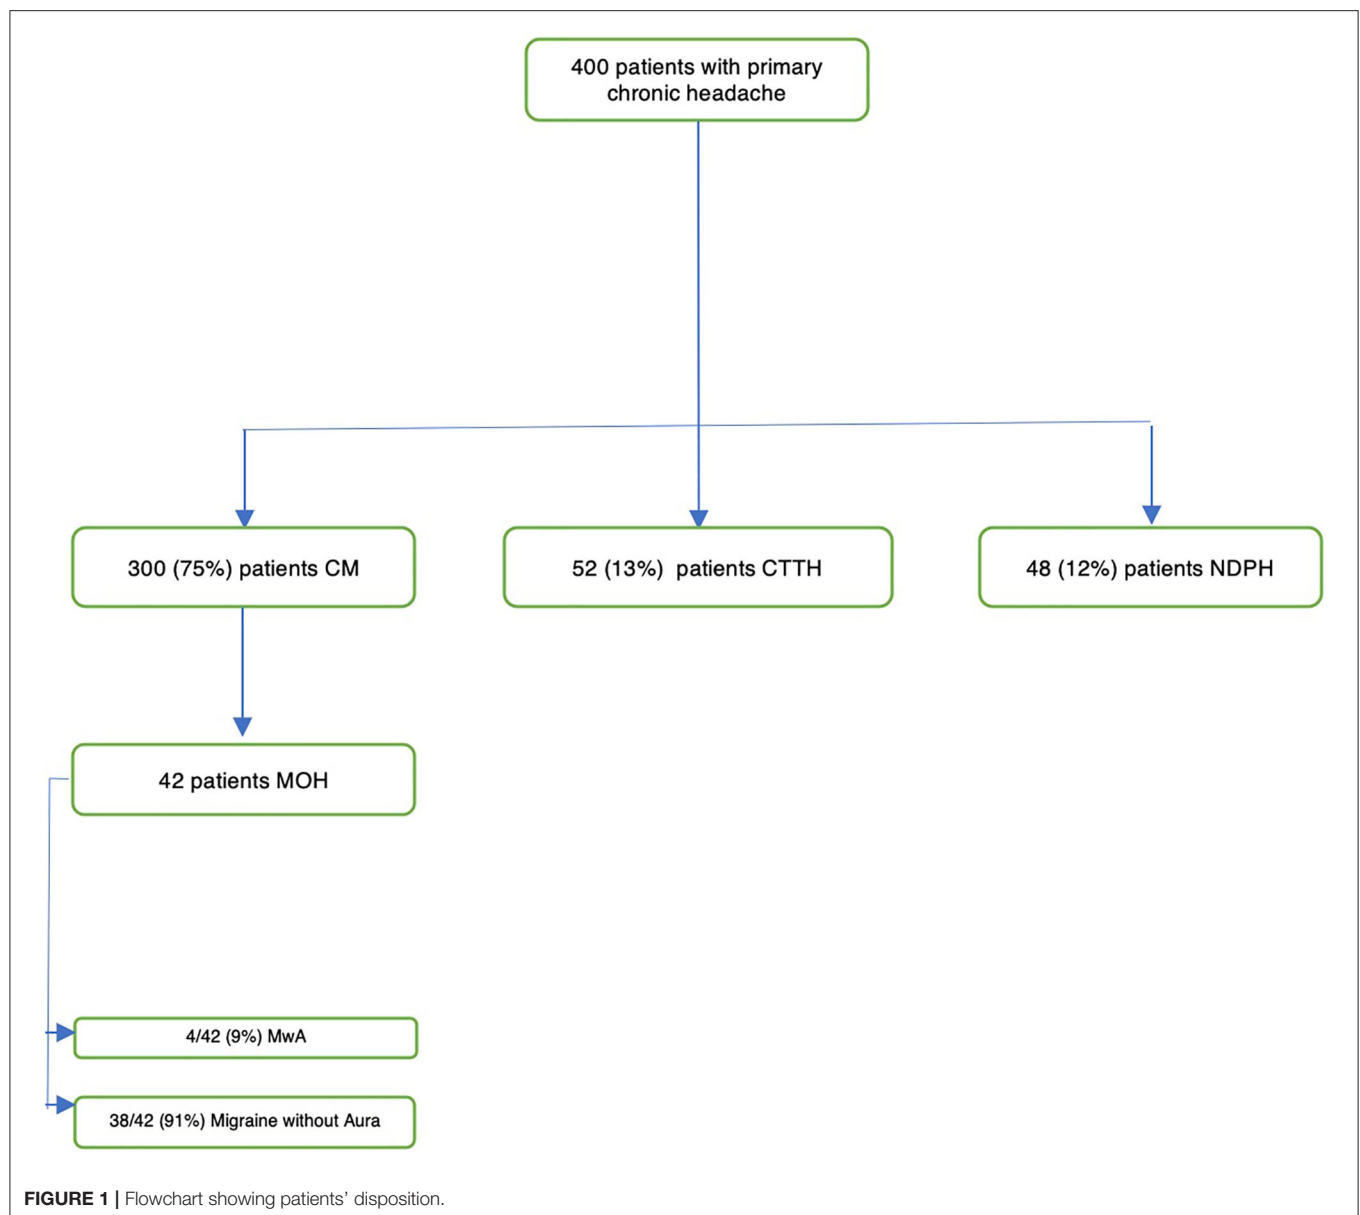 400 patients with primary
chronic headache
300 (75%) patients CM
52 (13%) patients CTTH
48 (12%) patients NDPH
42 patients MOH
4/42 (9%) MwA
38/42 (91%) Migraine without Aura
FIGURE 1 | Flowchart showing patients’ disposition.